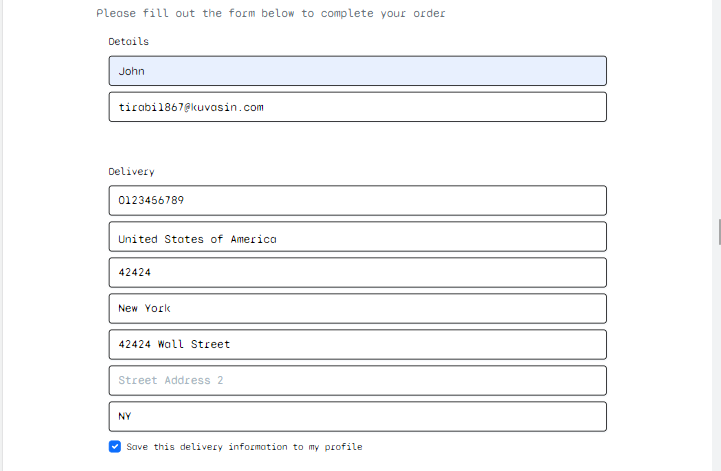 Please fill out the form below to complete your order
Details
John
tirabi1867@kuvasin.com
Delivery
0123456789
United States of America
42424
New York
42424 Wall Street
Street Address 2
NY
Save this delivery information to my profile